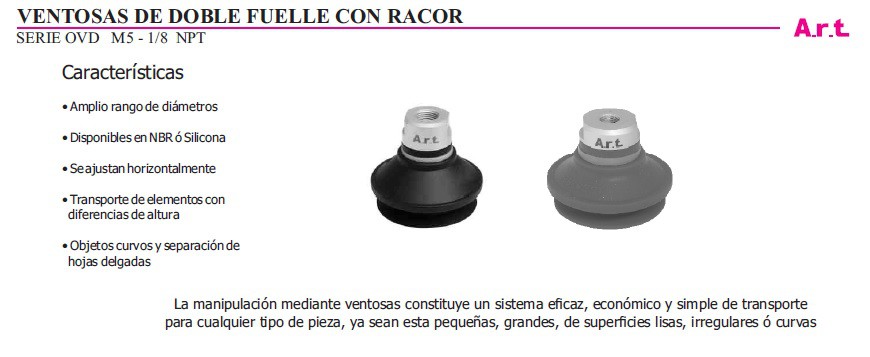 VENTOSAS DE DOBLE FUELLE CON RACOR
SERIE OVD M5 - 1/8 NPT
A.r.t.
Características
• Amplio rango de diámetros
• Disponibles en NBR ó Silicona
• Se ajustan horizontalmente
• Transporte de elementos con
diferencias de altura
• Objetos curvos y separación de
hojas delgadas
A.r.t.
A.r.t.
La manipulación mediante ventosas constituye un sistema eficaz, económico y simple de transporte
para cualquier tipo de pieza, ya sean esta pequeñas, grandes, de superficies lisas, irregulares ó curvas